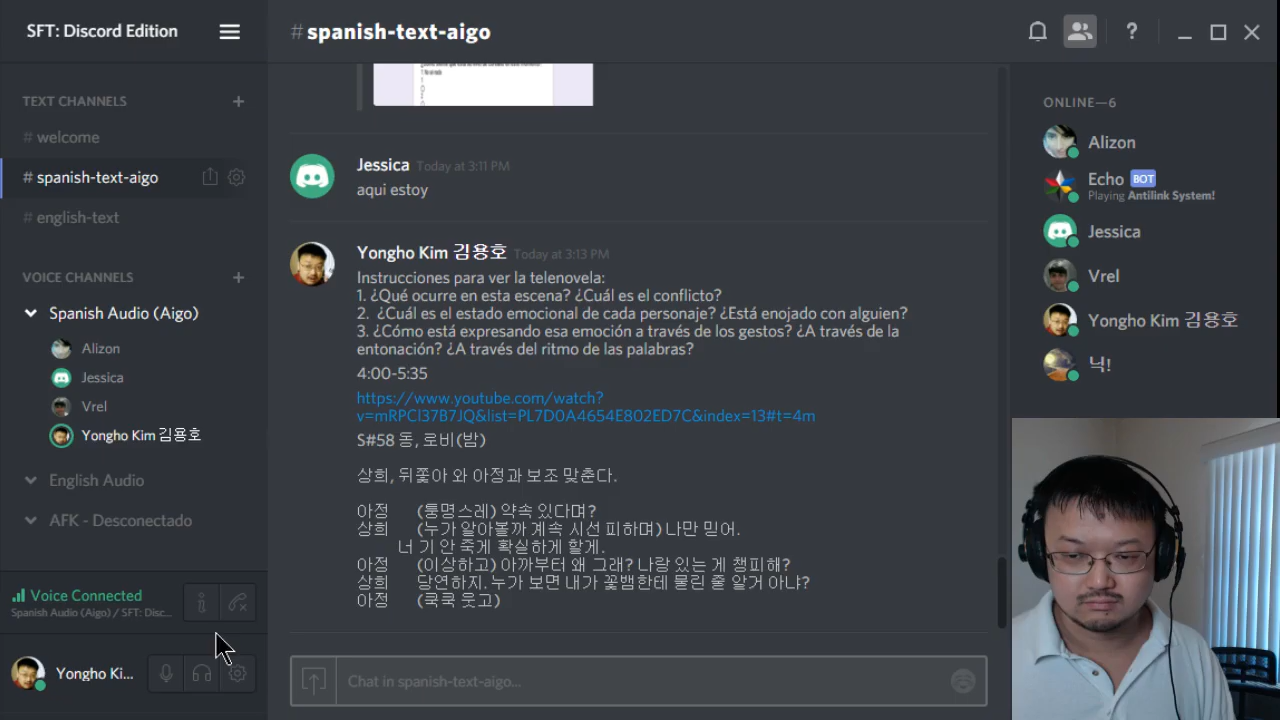 SFT: Discord Edition
TEXT CHANNELS
# welcome
# spanish-text-aigo
# english-text
VOICE CHANNELS
Spanish Audio (Aigo)
Alizon
Jessica
Vrel
Yongho Kim 김용호
English Audio
AFK - Desconectado
Voice Connected
Spanish Audio (Aigo) / SFT: Disc...
Yongho Ki...
# spanish-text-aigo
Jessica Today at 3:11 PM
aqui estoy
Yongho Kim 김용호 Today at 3:13 PM
Instrucciones para ver la telenovela:
1. ¿Qué ocurre en esta escena? ¿Cuál es el conflicto?
2. ¿Cuál es el estado emocional de cada personaje? ¿Está enojado con alguien?
3. ¿Cómo está expresando esa emoción a través de los gestos? ¿A través de la
entonación? ¿A través del ritmo de las palabras?
4:00-5:35
https://www.youtube.com/watch?
v=mRPCl37B7JQ&list=PL7D0A4654E802ED7C&index=13#t=4m
S#58 동, 로비(밤)
상희, 뒤쫓아 와 아정과 보조 맞춘다.
아정 (퉁명스레) 약속 있다며?
상희 (누가 알아볼까 계속 시선 피하며) 나만 믿어.
너 기 안 죽게 확실하게 할게.
아정 (이상하고) 아까부터 왜 그래? 나랑 있는 게 챙피해?
상희 당연하지. 누가 보면 내가 꽃뱀한테 물린 줄 알거 아냐?
아정 (쿡쿡 웃고)
Chat in spanish-text-aigo...
ONLINE—6
Alizon
Echo BOT
Playing Antilink System!
Jessica
Vrel
Yongho Kim 김용호
닉!